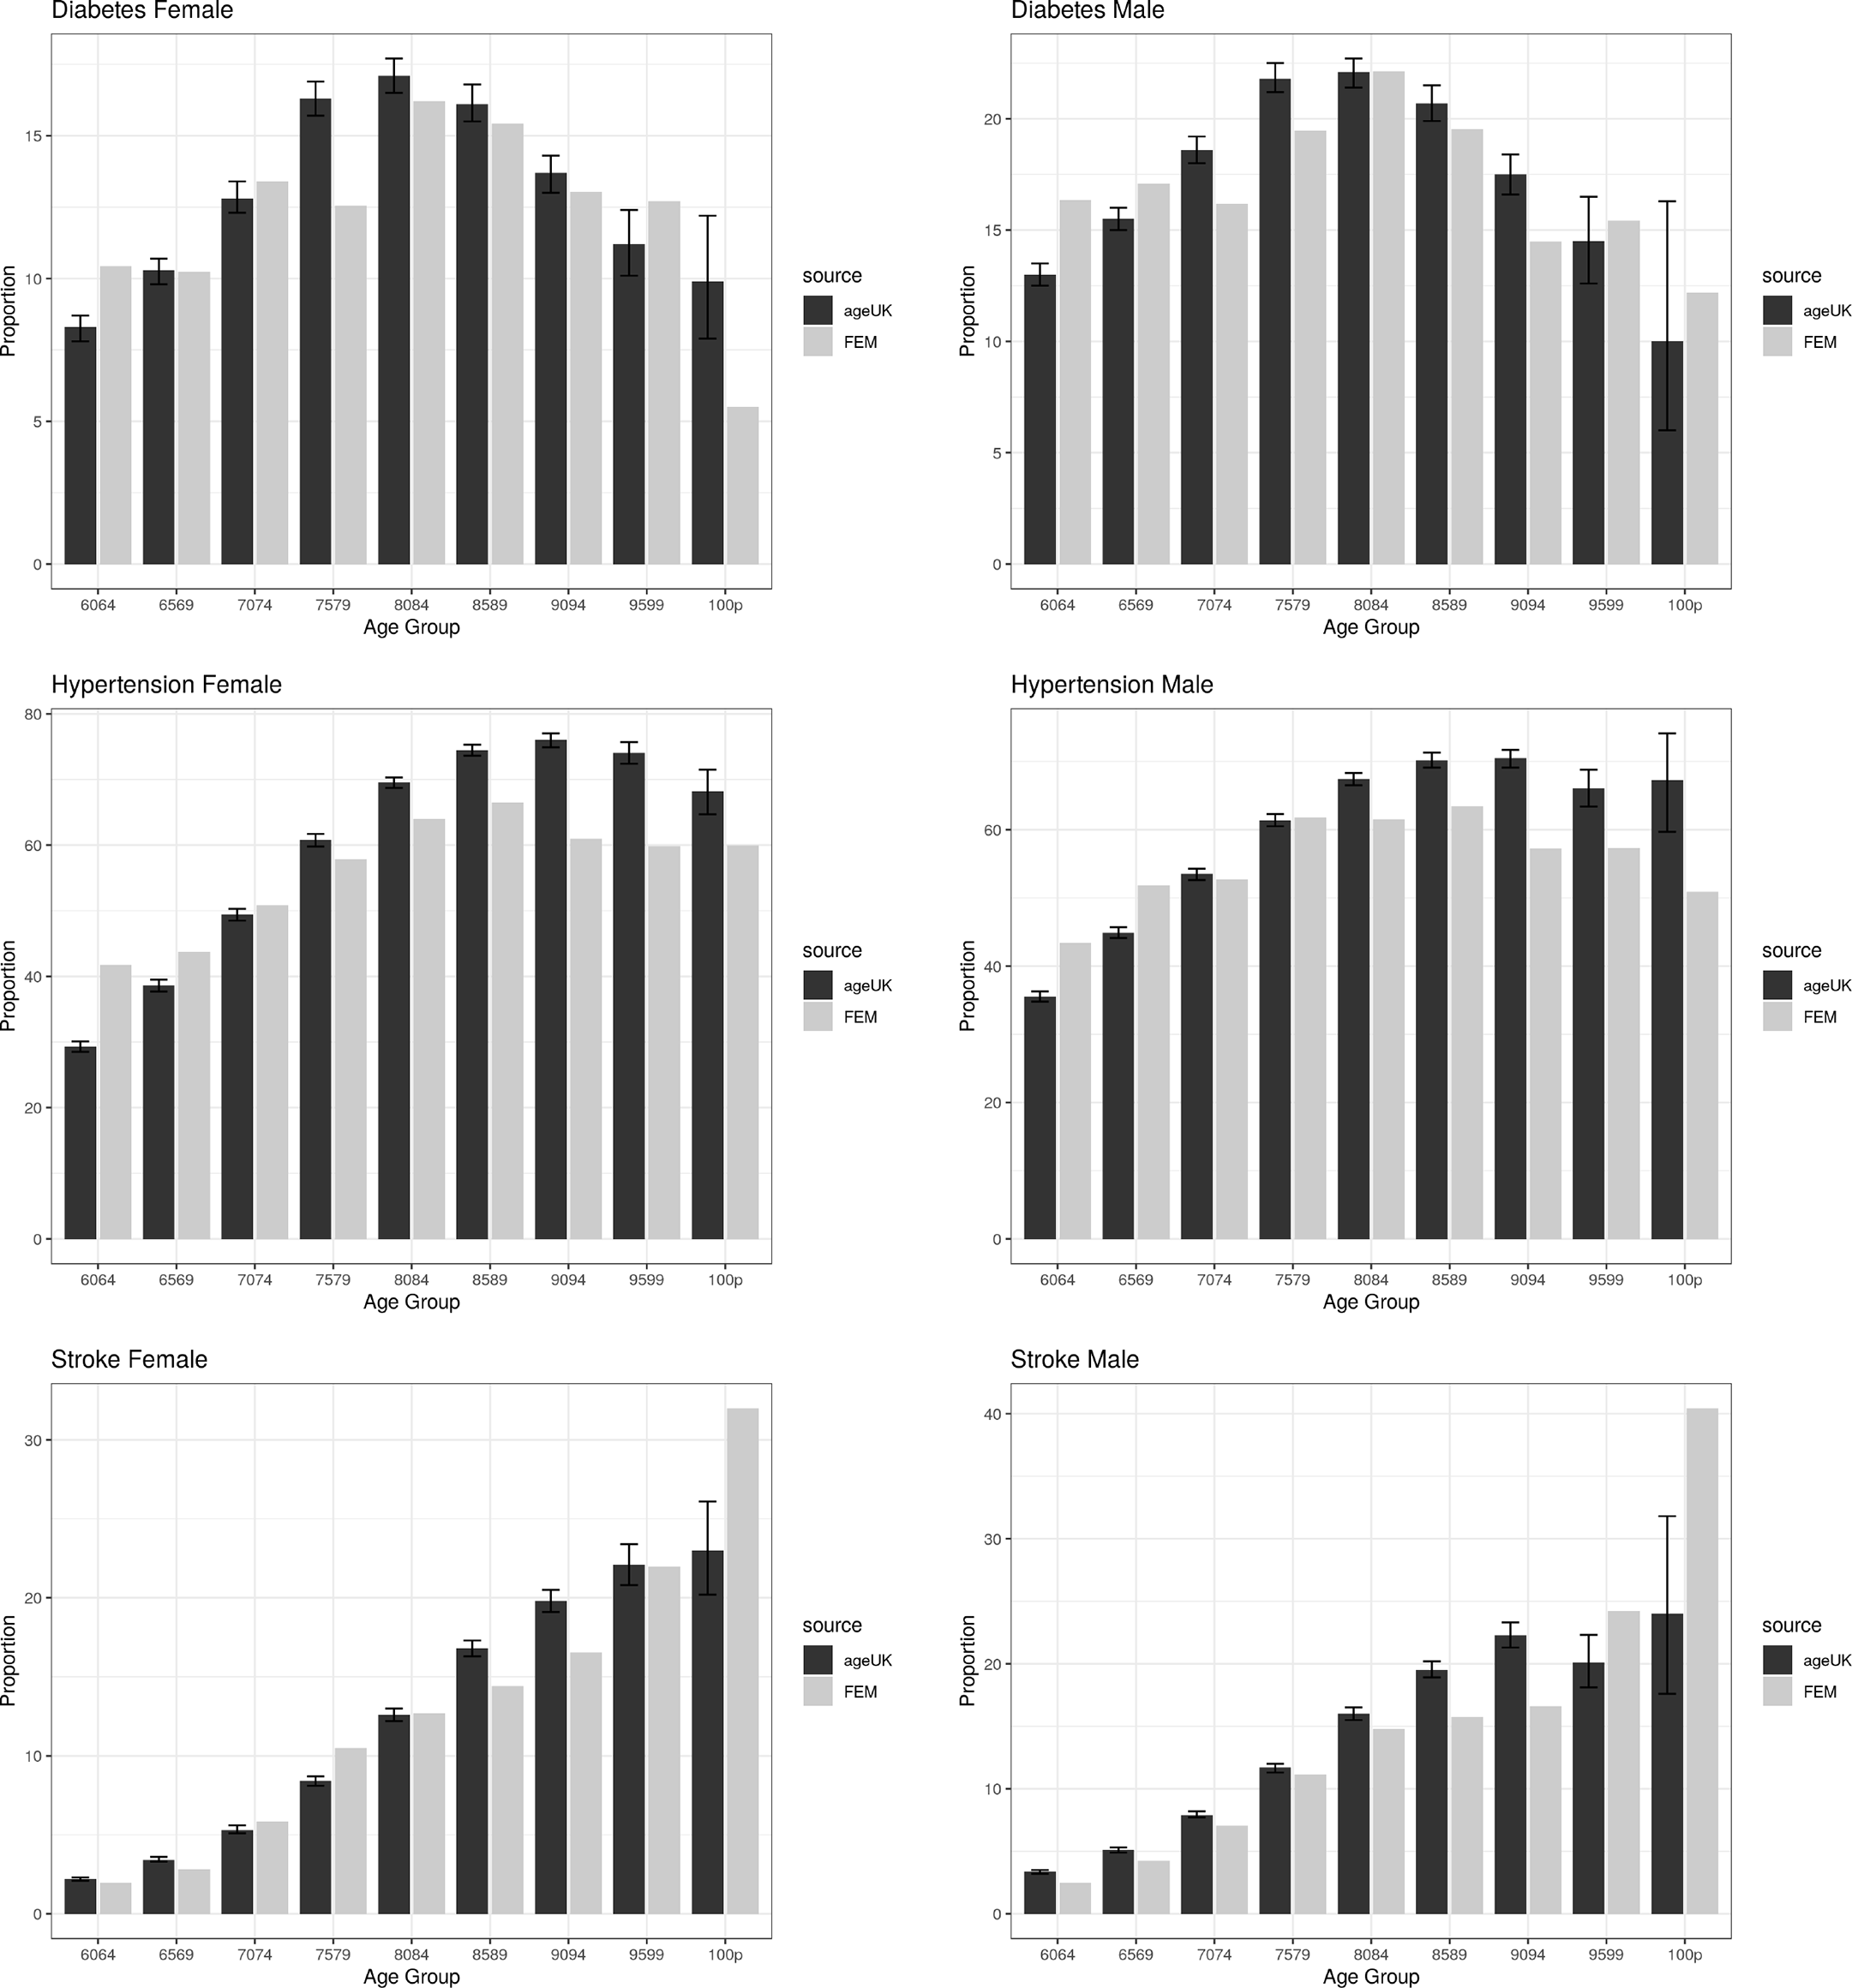 Diabetes Female
Proportion
15
10
5
0
6064 6569 7074 7579 8084 8589 9094 9599 100p
Age Group
source
ageUK
FEM
Diabetes Male
Proportion
20
15
10
5
0
6064 6569 7074 7579 8084 8589 9094 9599 100p
Age Group
source
ageUK
FEM
Hypertension Female
Proportion
80
60
40
20
0
6064 6569 7074 7579 8084 8589 9094 9599 100p
Age Group
source
ageUK
FEM
Hypertension Male
Proportion
60
40
20
0
6064 6569 7074 7579 8084 8589 9094 9599 100p
Age Group
source
ageUK
FEM
Stroke Female
Proportion
30
20
10
0
6064 6569 7074 7579 8084 8589 9094 9599 100p
Age Group
source
ageUK
FEM
Stroke Male
Proportion
40
30
20
10
0
6064 6569 7074 7579 8084 8589 9094 9599 100p
Age Group
source
ageUK
FEM